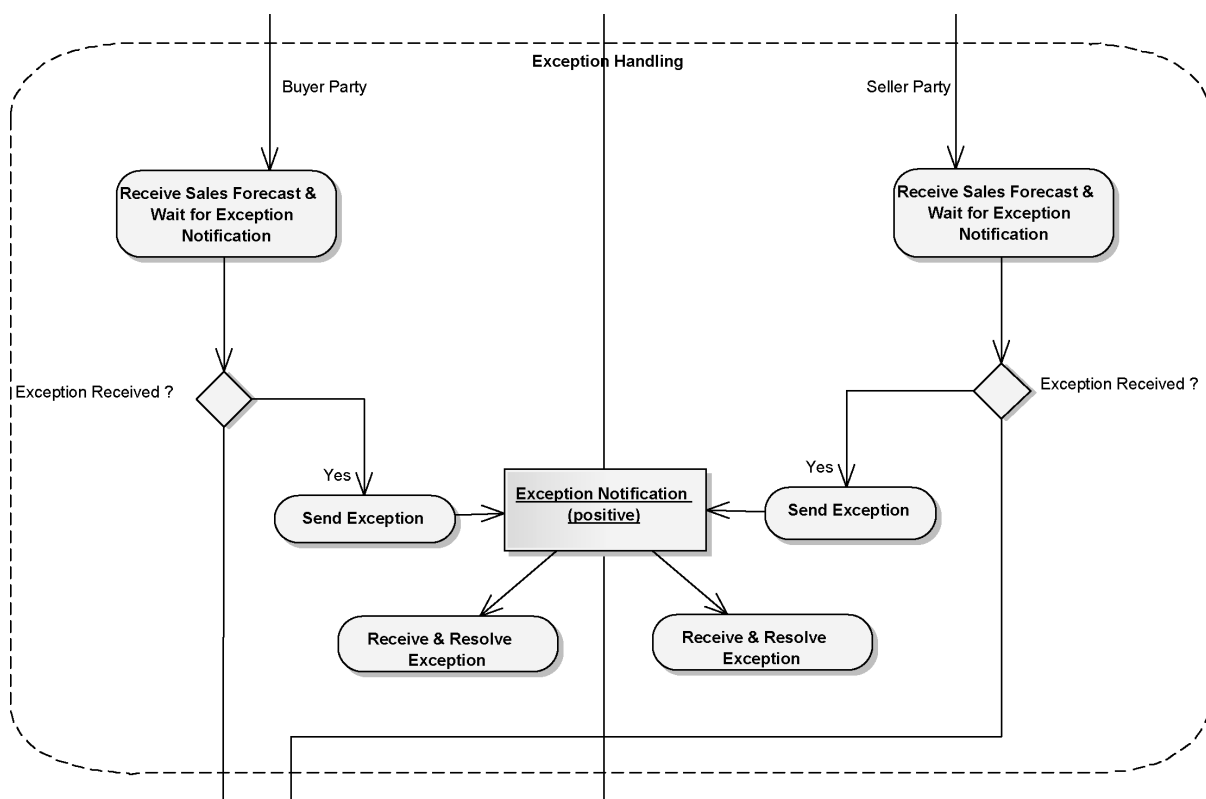 Exception Handling
Buyer Party
Seller Party
Receive Sales Forecast &
Wait for Exception
Notification
Receive Sales Forecast &
Wait for Exception
Notification
Exception Received ?
Exception Received ?
Yes
Yes
Send Exception
Exception Notification
(positive)
Send Exception
Receive & Resolve
Exception
Receive & Resolve
Exception